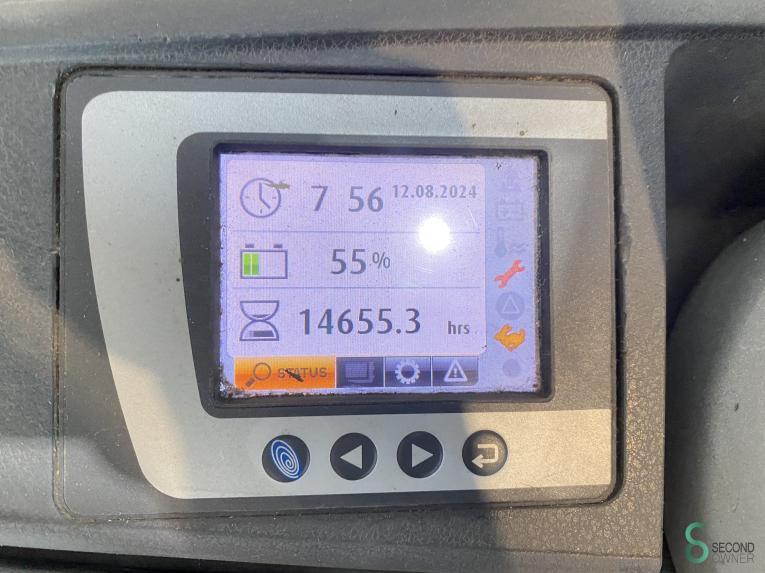 7 56 12.08.2024
55 %
14655.3 hrs
STATUS
SECOND
OWNER